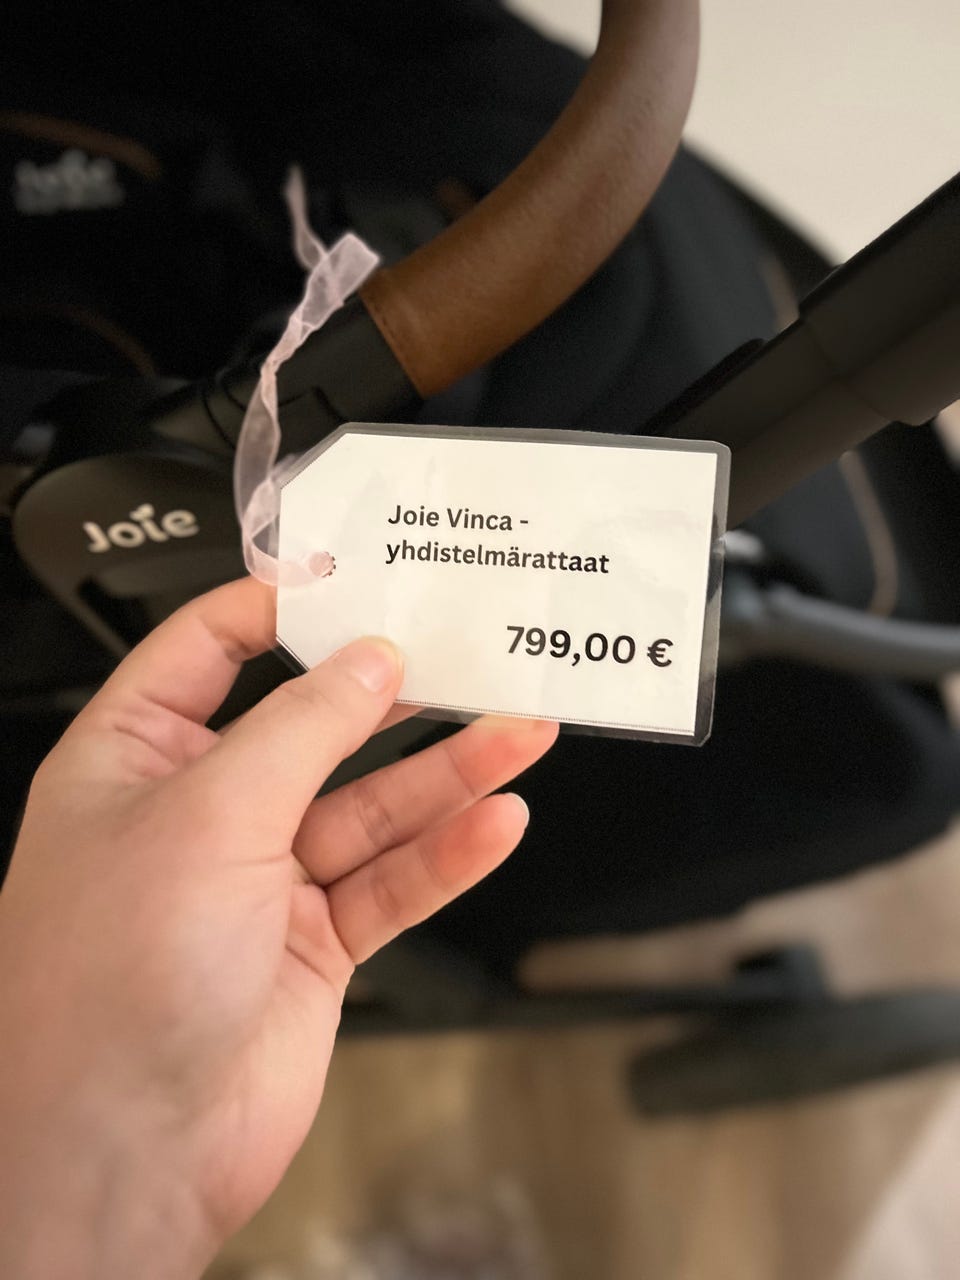 Joie
Joie Vinca -
yhdistelmärattaat
799,00 €